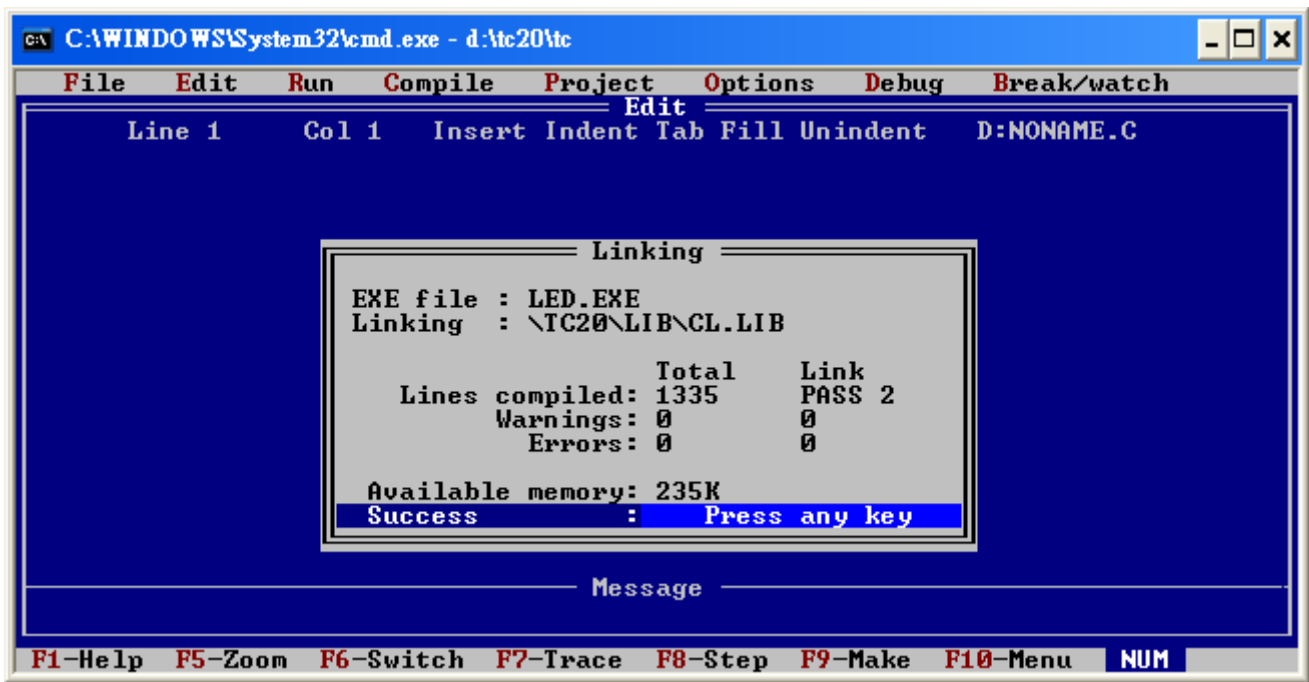 C:\WINDOWS\System32\cmd.exe - d:\tc20\tc
File Edit Run Compile Project Options Debug Break/watch
Edit
Line 1 Col 1 Insert Indent Tab Fill Unindent D:NONAME.C
Linking
EXE file : LED.EXE
Linking : \TC20\LIB\CL.LIB
Total Link
Lines compiled: 1335 PASS 2
Warnings: 0 0
Errors: 0 0
Available memory: 235K
Success : Press any key
Message
F1-Help F5-Zoom F6-Switch F7-Trace F8-Step F9-Make F10-Menu NUM